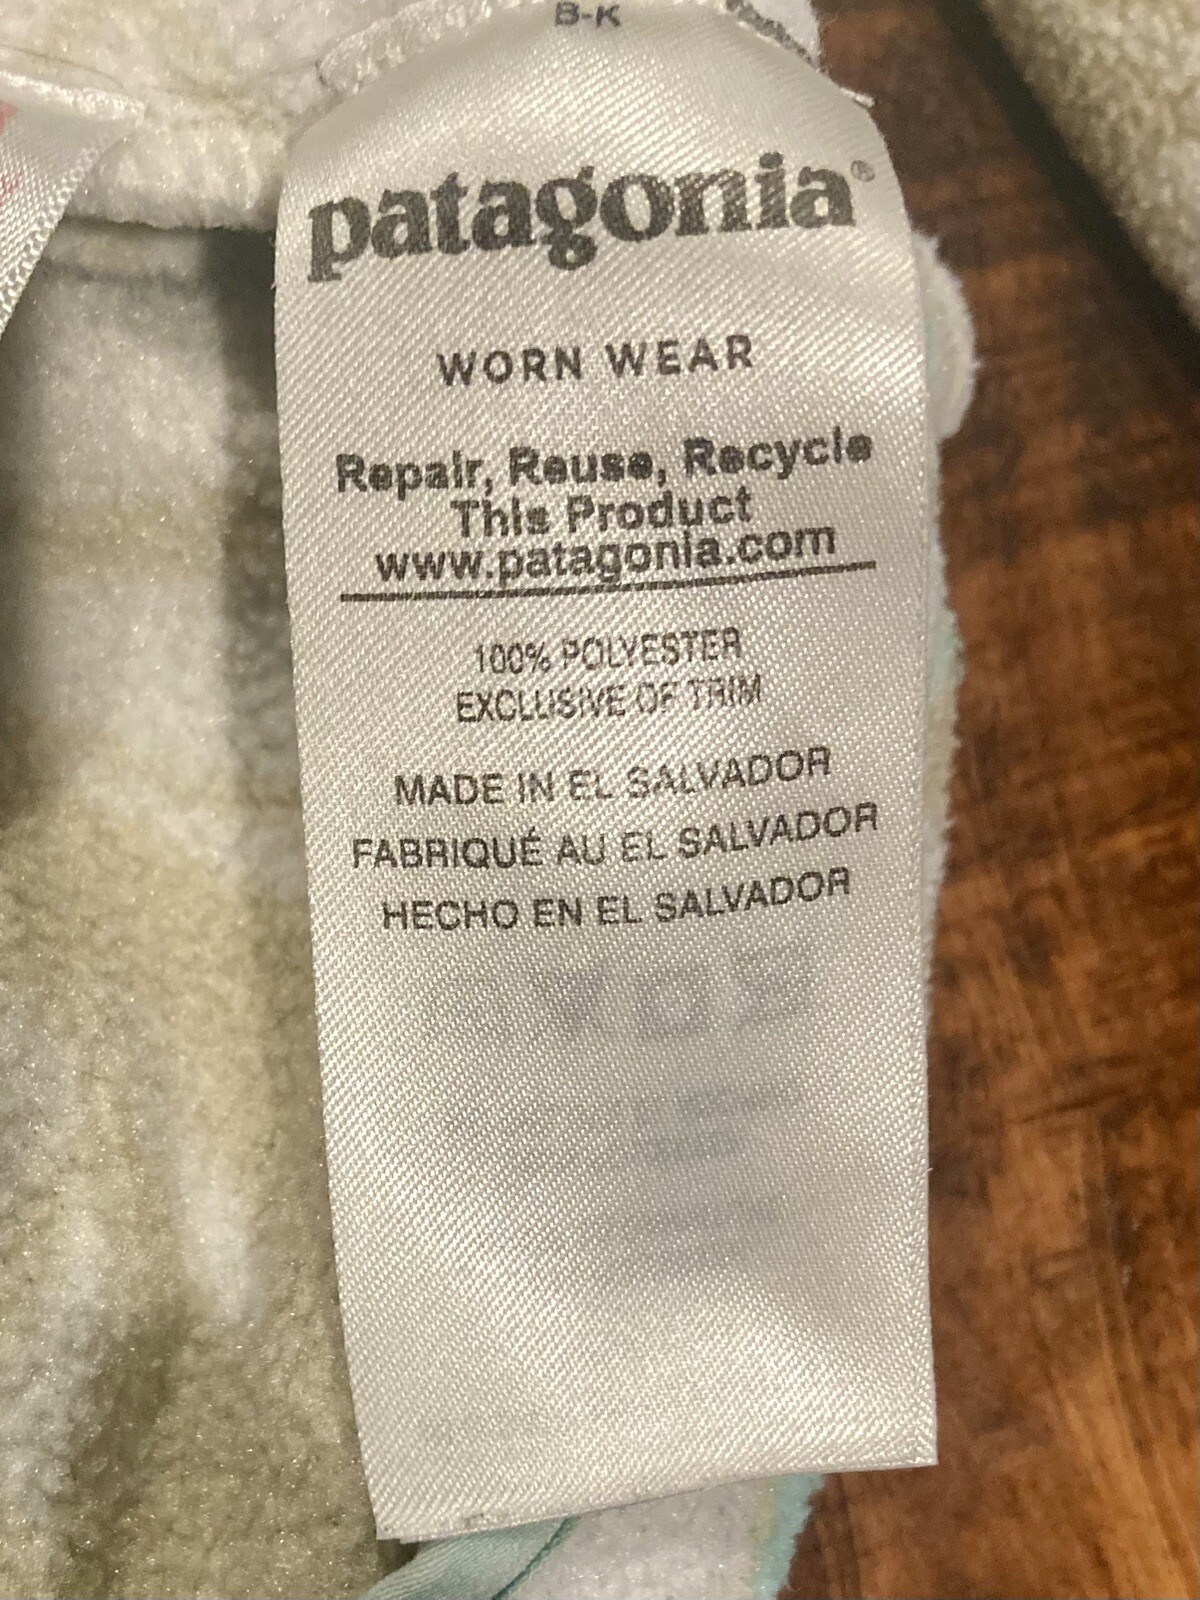 B-K
patagonia®
WORN WEAR
Repair, Reuse, Recycle
This Product
www.patagonia.com
100% POLYESTER
EXCLUSIVE OF TRIM
MADE IN EL SALVADOR
FABRIQUÉ AU EL SALVADOR
HECHO EN EL SALVADOR